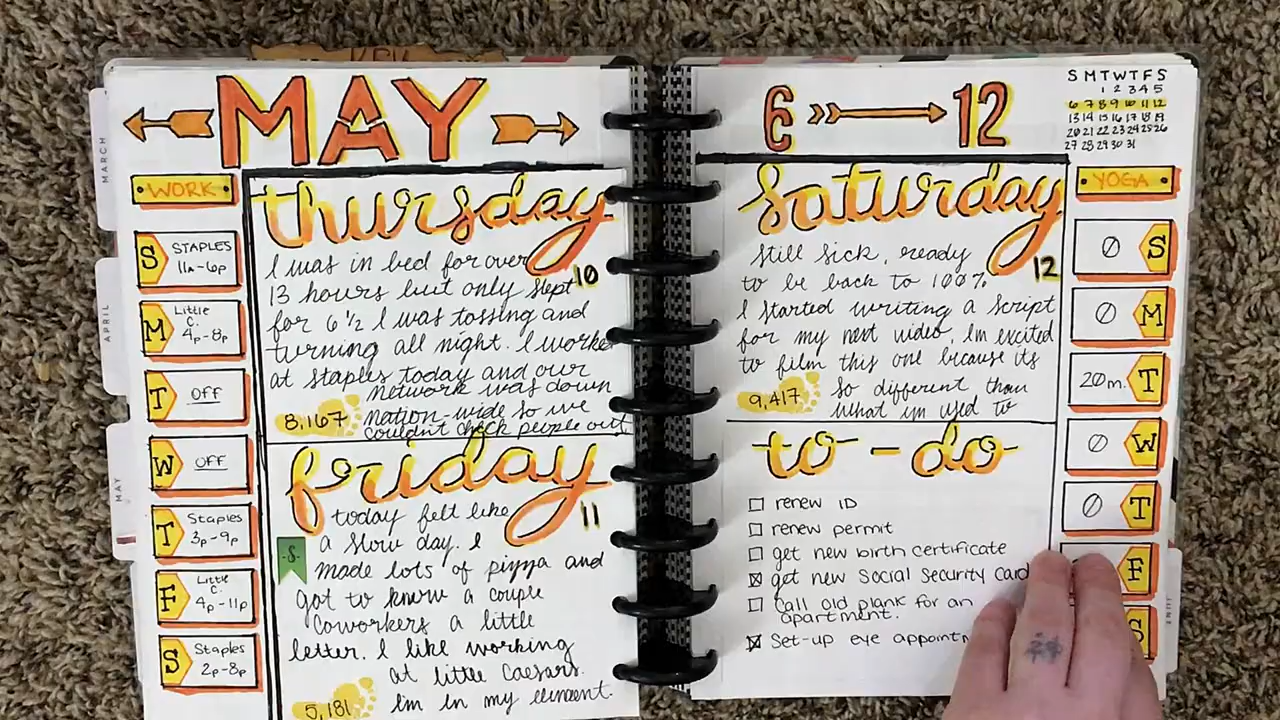 KEY
MAY
6 12
S M T W T F S
1 2 3 4 5
6 7 8 9 10 11 12
13 14 15 16 17 18 19
20 21 22 23 24 25 26
27 28 29 30 31
MARCH
APRIL
MAY
JUNE
WORK
S STAPLES
11A-6p
M Little
C.
4p-8p
T OFF
W OFF
T Staples
3p-9p
F Little
C.
4p-11p
S Staples
2p-8p
thursday
10
I was in bed for over
13 hours but only slept
for 6 1/2 I was tossing and
turning all night. I worked
at Staples today and our
network was down
nation-wide so we
couldn't check people out
8,167
friday
11
today felt like
a slow day. I
-S-
made lots of pizza and
got to know a couple
coworkers a little
better. I like working
at little Caesars.
I'm in my element.
5,181
saturday
12
Still sick, ready
to be back to 100%
I started writing a script
for my next video, I'm excited
to film this one because its
so different than
what im used to
9,417
to-do
☐ renew ID
☐ renew permit
☐ get new birth certificate
☒ get new Social Security Card
☐ Call old plank for an
apartment.
☒ Set-up eye
YOGA
Ø S
Ø M
20m. T
Ø W
Ø T
F
S